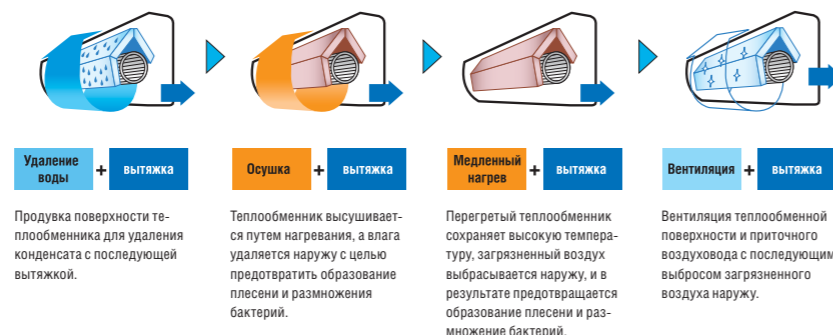 Удаление
воды
+
вытяжка
Осушка
+
вытяжка
Медленный
нагрев
+
вытяжка
Вентиляция
+
вытяжка
Продувка поверхности те-
плообменника для удаления
конденсата с последующей
вытяжкой.
Теплообменник высушивает-
ся путем нагревания, а влага
удаляется наружу с целью
предотвратить образование
плесени и размножения
бактерий.
Перегретый теплообменник
сохраняет высокую темпера-
туру, загрязненный воздух
выбрасывается наружу, и в
результате предотвращается
образование плесени и раз-
множение бактерий.
Вентиляция теплообменной
поверхности и приточного
воздуховода с последующим
выбросом загрязненного
воздуха наружу.